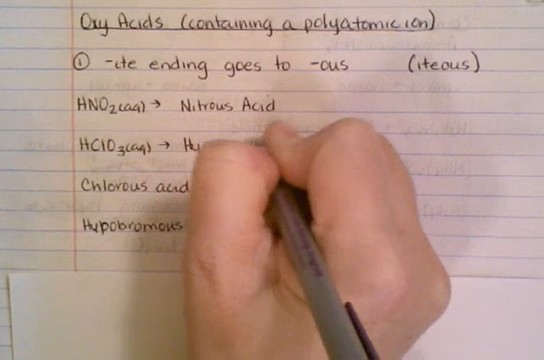 Oxy Acids (containing a polyatomic ion)
① -ite ending goes to -ous (iteous)
HNO₂(aq) → Nitrous Acid
HClO₃(aq) →
Chlorous acid
Hypobromous